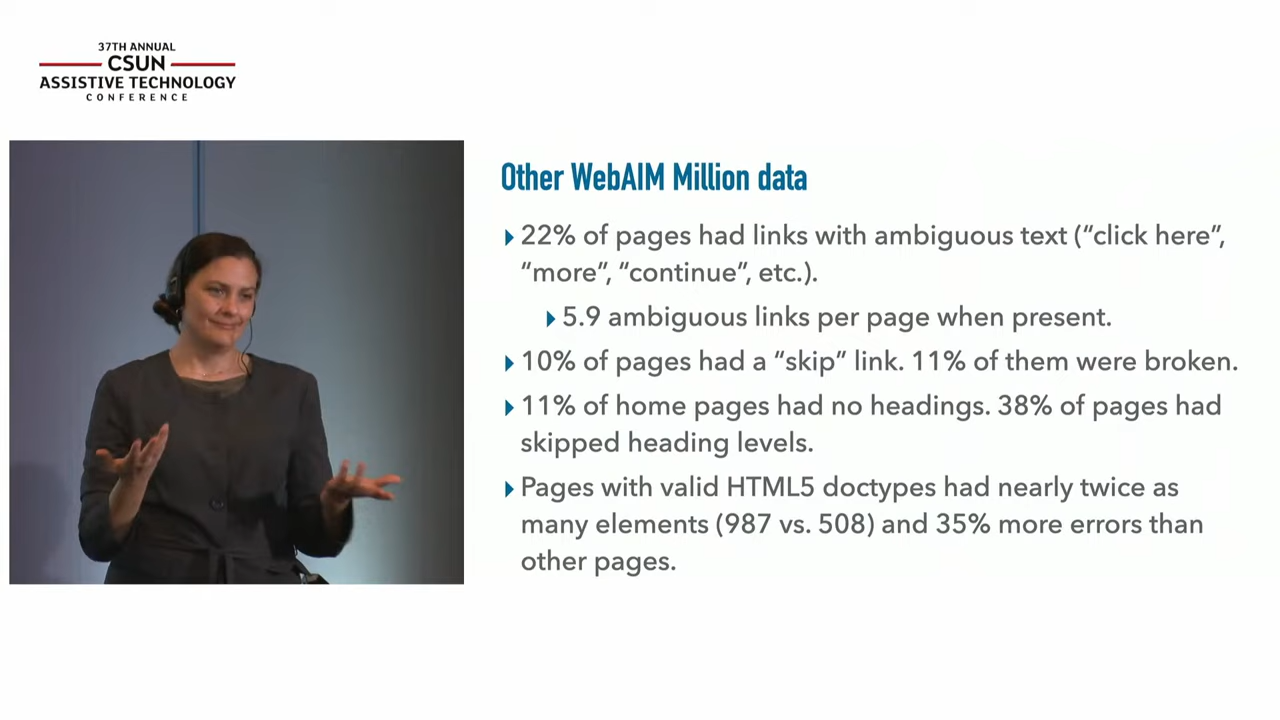 37TH ANNUAL
CSUN
ASSISTIVE TECHNOLOGY
CONFERENCE
Other WebAIM Million data
22% of pages had links with ambiguous text (“click here”,
“more”, “continue”, etc.).
5.9 ambiguous links per page when present.
10% of pages had a “skip” link. 11% of them were broken.
11% of home pages had no headings. 38% of pages had
skipped heading levels.
Pages with valid HTML5 doctypes had nearly twice as
many elements (987 vs. 508) and 35% more errors than
other pages.